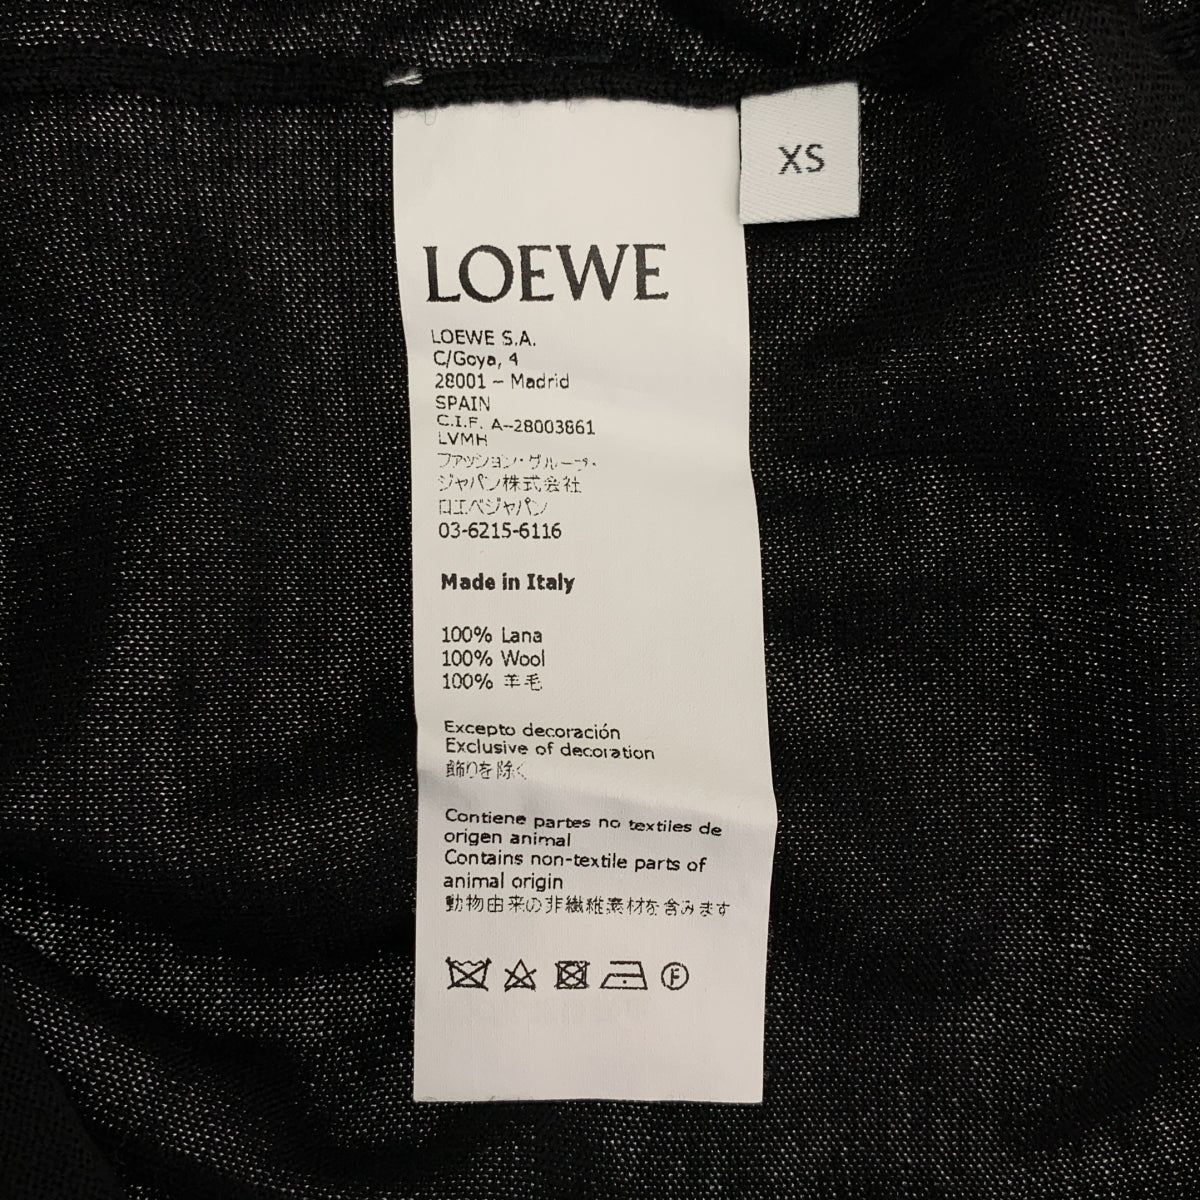 XS
LOEWE
LOEWE S.A.
C/Goya, 4
28001 – Madrid
SPAIN
C.I.F. A-28003861
LVMH
ファッション・グループ・
ジャパン株式会社
ロエベジャパン
03-6215-6116
Made in Italy
100% Lana
100% Wool
100% 羊毛
Excepto decoración
Exclusive of decoration
飾りを除く
Contiene partes no textiles de
origen animal
Contains non-textile parts of
animal origin
動物由来の非繊維素材を含みます
F